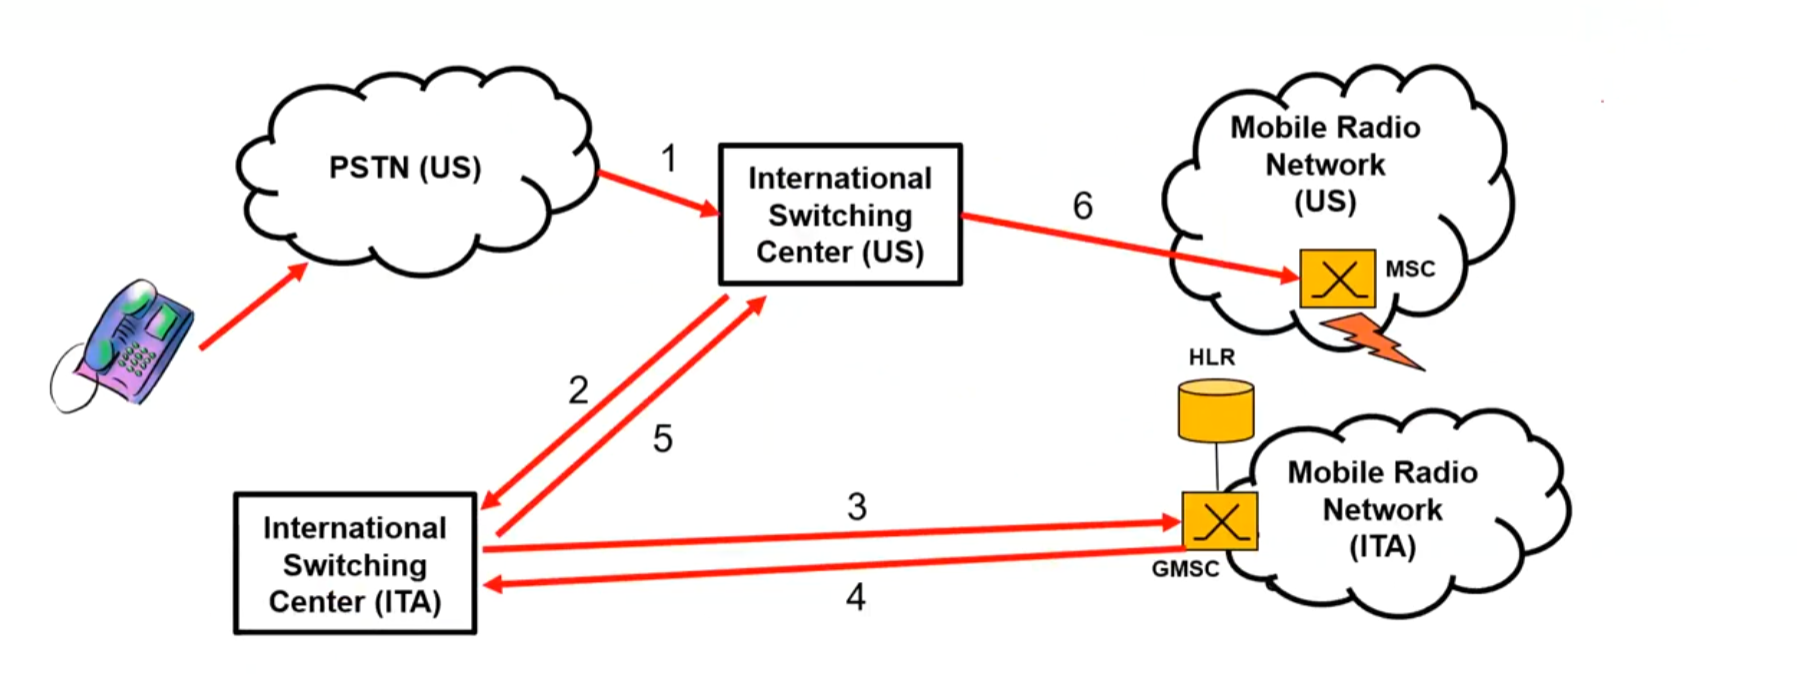 PSTN (US)
1
International
Switching
Center (US)
6
Mobile Radio
Network
(US)
MSC
HLR
2
5
International
Switching
Center (ITA)
3
4
GMSC
Mobile Radio
Network
(ITA)